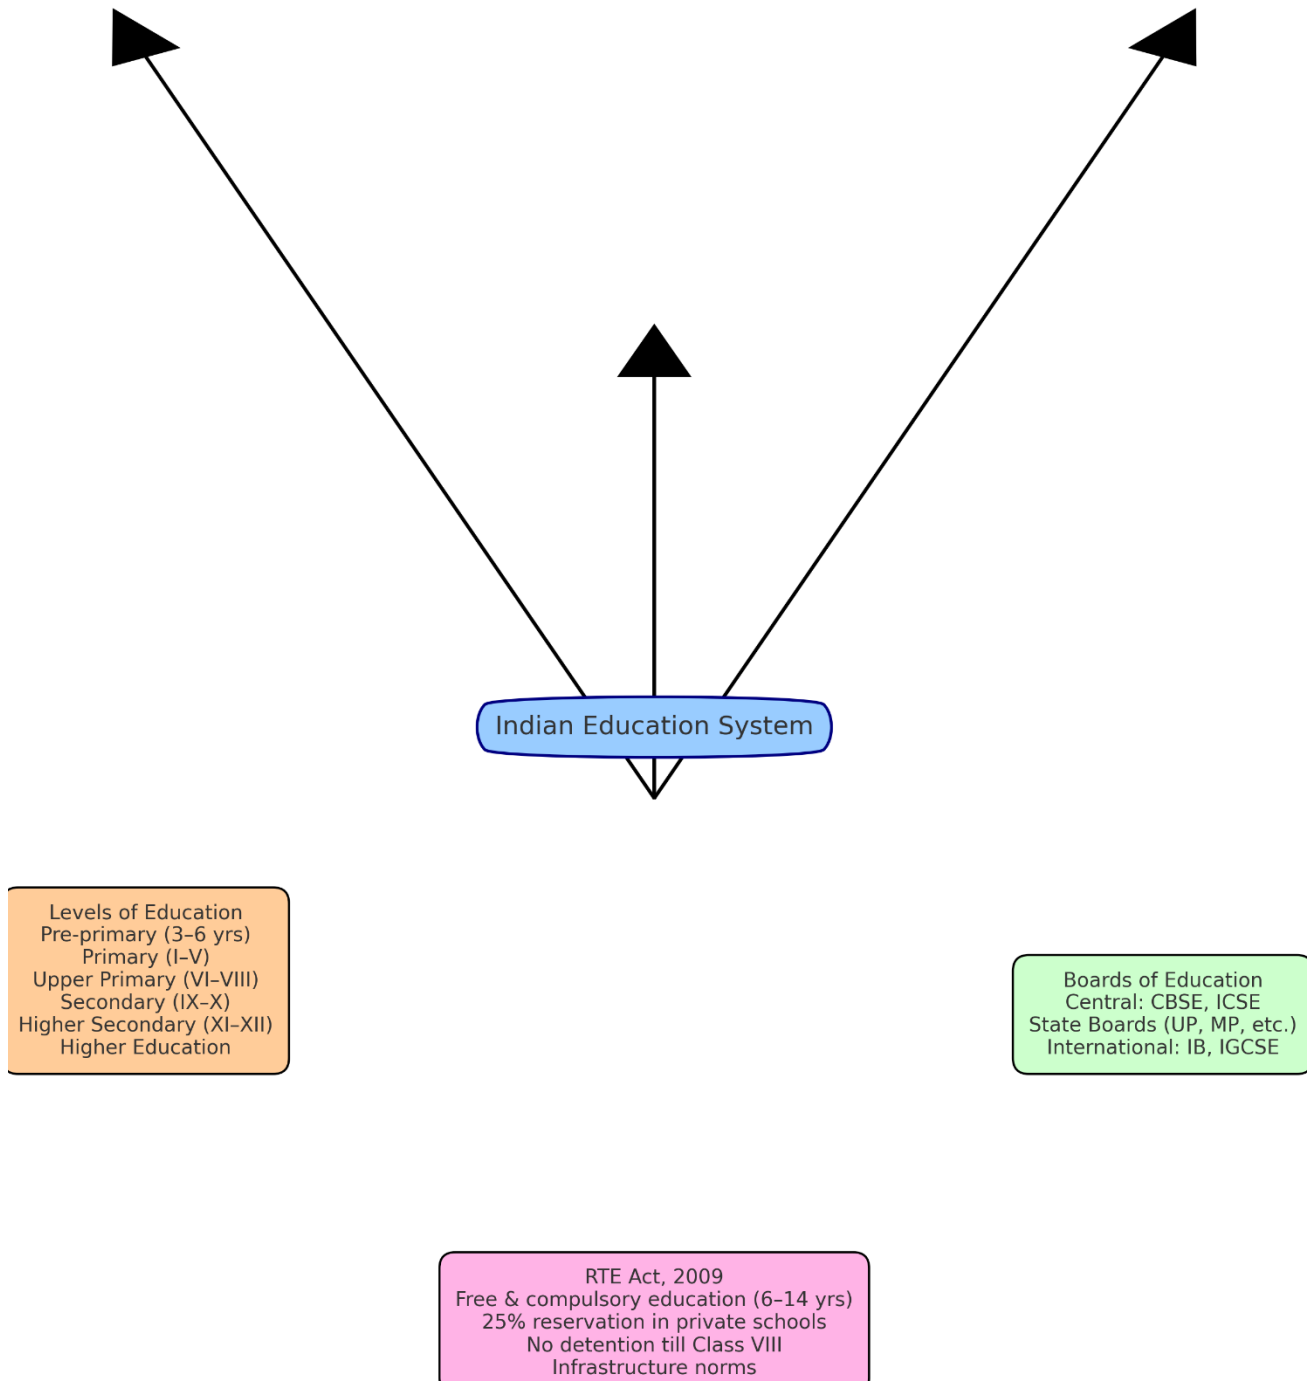 Indian Education System
Levels of Education
Pre-primary (3–6 yrs)
Primary (I–V)
Upper Primary (VI–VIII)
Secondary (IX–X)
Higher Secondary (XI–XII)
Higher Education
Boards of Education
Central: CBSE, ICSE
State Boards (UP, MP, etc.)
International: IB, IGCSE
RTE Act, 2009
Free & compulsory education (6–14 yrs)
25% reservation in private schools
No detention till Class VIII
Infrastructure norms